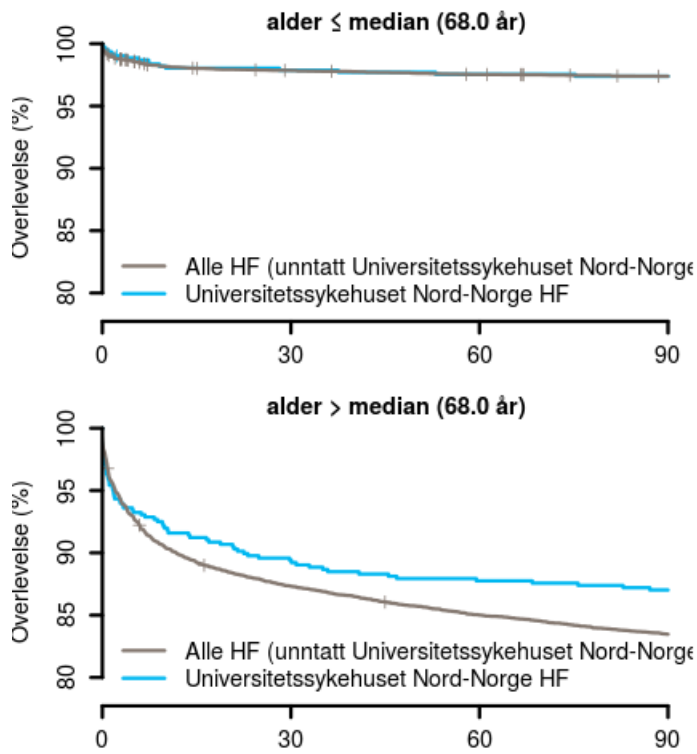 alder ≤ median (68.0 år)
100
95
90
85
80
Overlevelse (%)
Alle HF (unntatt Universitetssykehuset Nord-Norge
Universitetssykehuset Nord-Norge HF
0 30 60 90
alder > median (68.0 år)
100
95
90
85
80
Overlevelse (%)
Alle HF (unntatt Universitetssykehuset Nord-Norge
Universitetssykehuset Nord-Norge HF
0 30 60 90